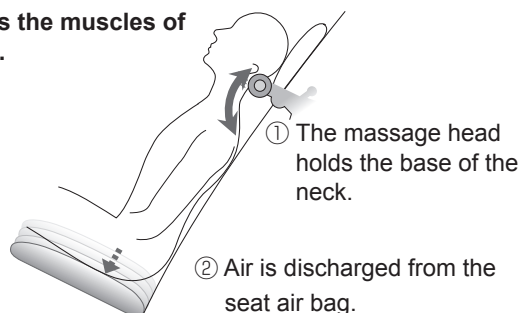 s the muscles of
.
① The massage head
holds the base of the
neck.
② Air is discharged from the
seat air bag.